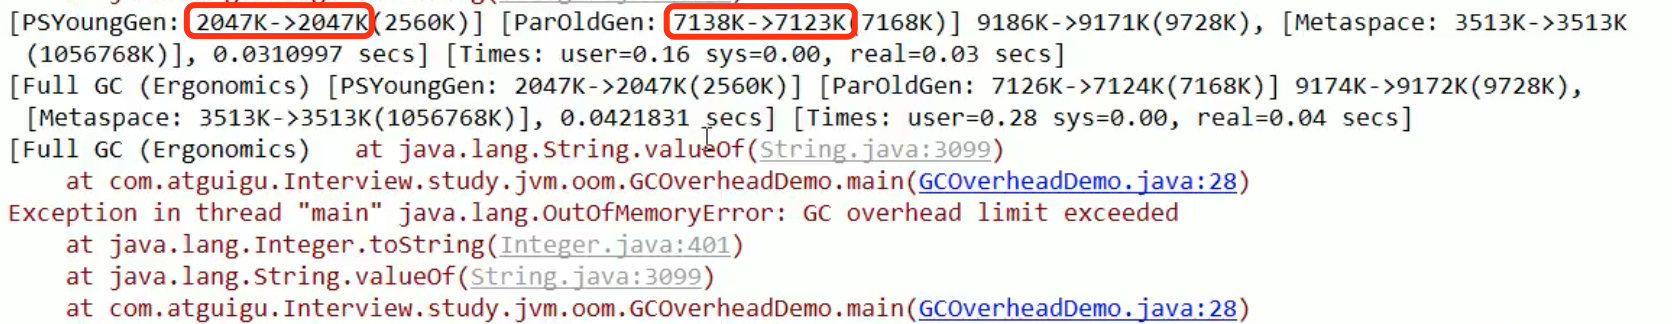 [PSYoungGen: 2047K->2047K(2560K)] [ParOldGen: 7138K->7123K(7168K)] 9186K->9171K(9728K), [Metaspace: 3513K->3513K
(1056768K)], 0.0310997 secs] [Times: user=0.16 sys=0.00, real=0.03 secs]
[Full GC (Ergonomics) [PSYoungGen: 2047K->2047K(2560K)] [ParOldGen: 7126K->7124K(7168K)] 9174K->9172K(9728K),
[Metaspace: 3513K->3513K(1056768K)], 0.0421831 secs] [Times: user=0.28 sys=0.00, real=0.04 secs]
[Full GC (Ergonomics)   at java.lang.String.valueOf(String.java:3099)
at com.atguigu.Interview.study.jvm.oom.GCOverheadDemo.main(GCOverheadDemo.java:28)
Exception in thread "main" java.lang.OutOfMemoryError: GC overhead limit exceeded
at java.lang.Integer.toString(Integer.java:401)
at java.lang.String.valueOf(String.java:3099)
at com.atguigu.Interview.study.jvm.oom.GCOverheadDemo.main(GCOverheadDemo.java:28)